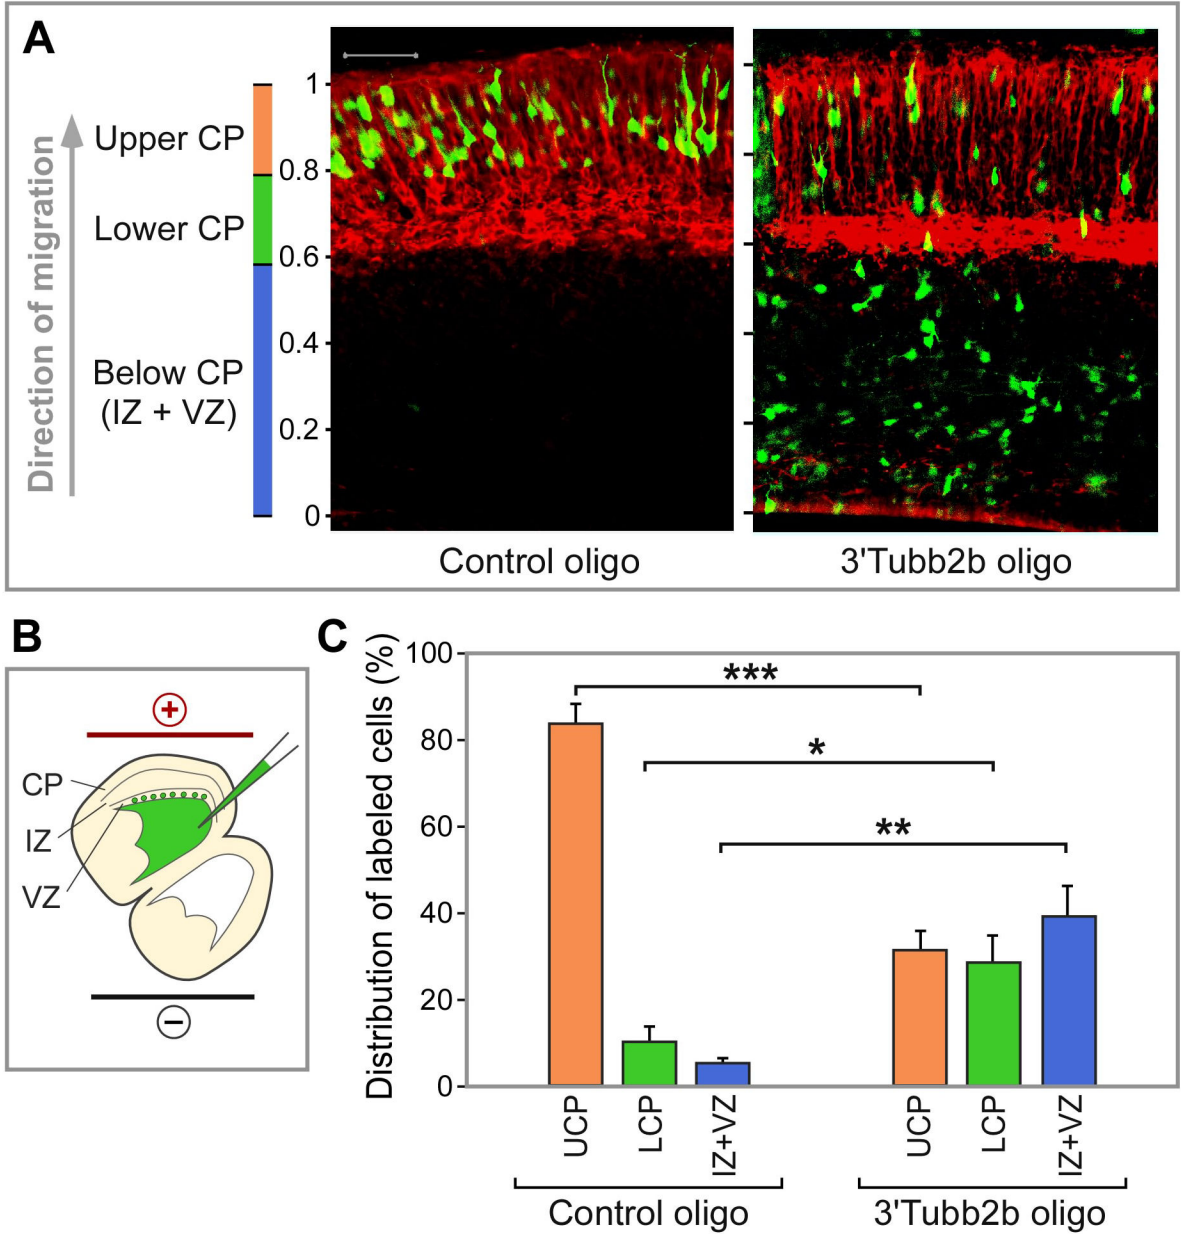 A
Direction of migration
Upper CP
Lower CP
Below CP
(IZ + VZ)
1
0.8
0.6
0.4
0.2
0
Control oligo
3'Tubb2b oligo
B
+
CP
IZ
VZ
−
C
Distribution of labeled cells (%)
100
80
60
40
20
0
***
*
**
UCP
LCP
IZ+VZ
UCP
LCP
IZ+VZ
Control oligo
3'Tubb2b oligo